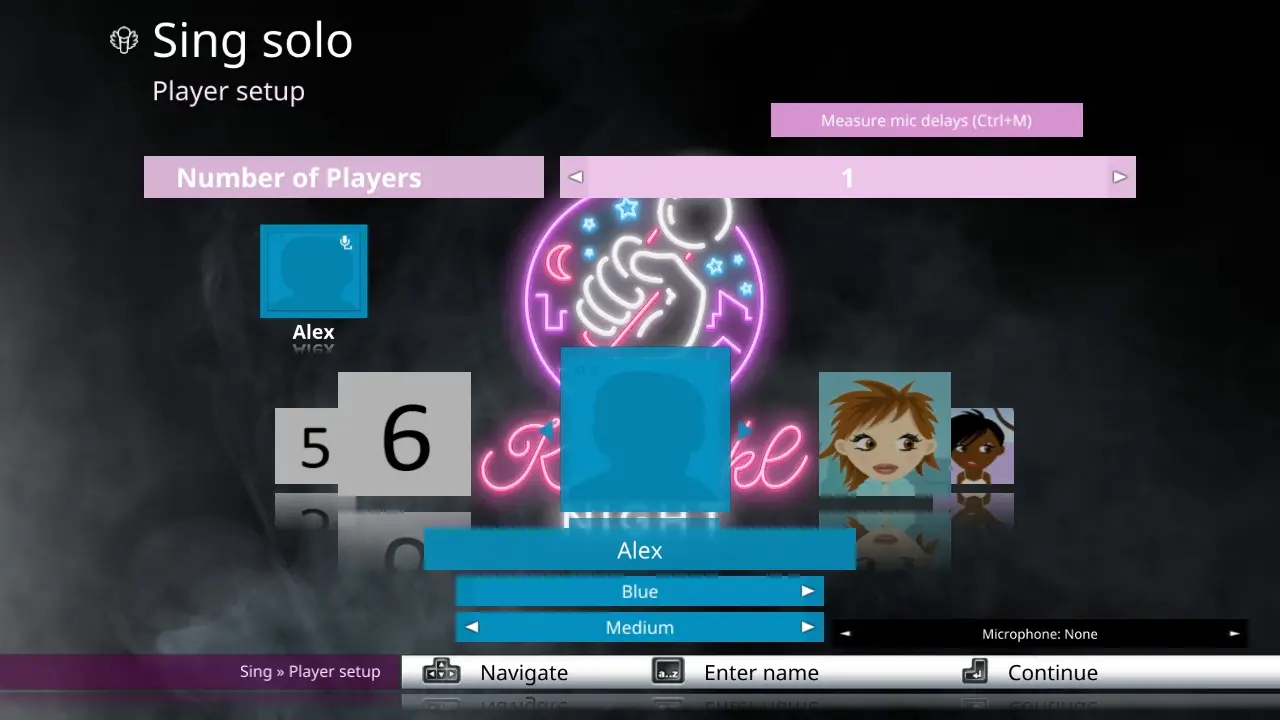 Sing solo
Player setup
Measure mic delays (Ctrl+M)
Number of Players
1
Alex
5
6
NIGHT
Alex
Blue
Medium
Microphone: None
Sing » Player setup
Navigate
a..z
Enter name
Continue